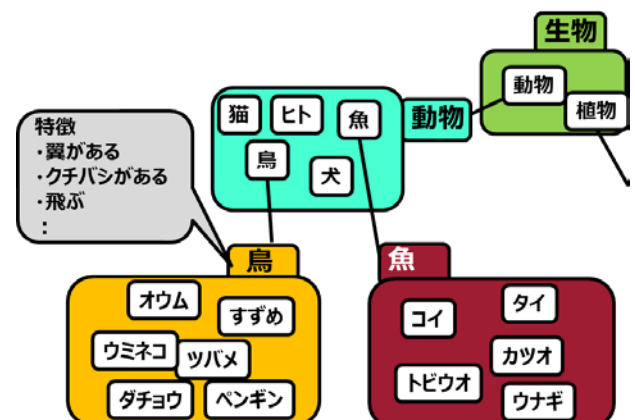 生物
動物
植物
動物
猫
ヒト
魚
鳥
犬
特徴
・翼がある
・クチバシがある
・飛ぶ
：
鳥
オウム
すずめ
ウミネコ
ツバメ
ダチョウ
ペンギン
魚
コイ
タイ
カツオ
トビウオ
ウナギ